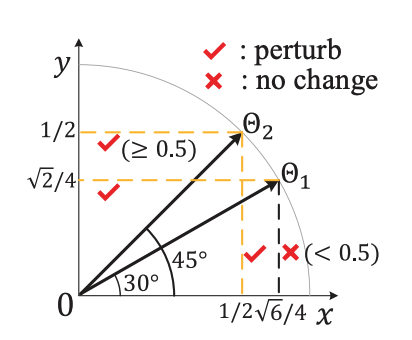 y
✓ : perturb
✗ : no change
1/2
Θ₂
✓ (≥ 0.5)
√2/4
Θ₁
✓
45°
✓ ✗ (< 0.5)
30°
0
1/2 √6/4 x